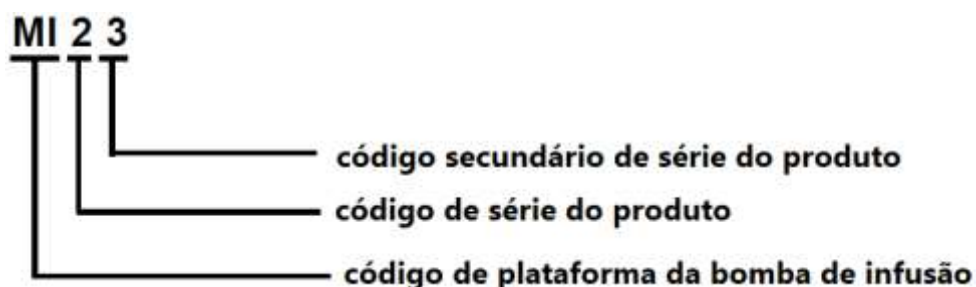 MI 2 3
código secundário de série do produto
código de série do produto
código de plataforma da bomba de infusão